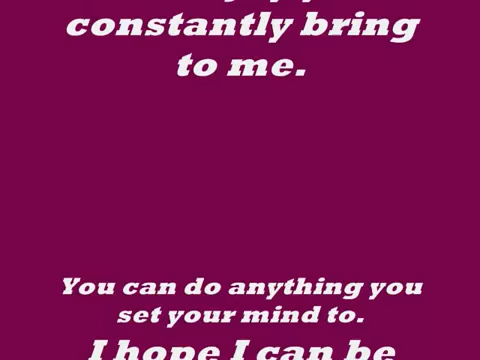 constantly bring
to me.
You can do anything you
set your mind to.
I hope I can be